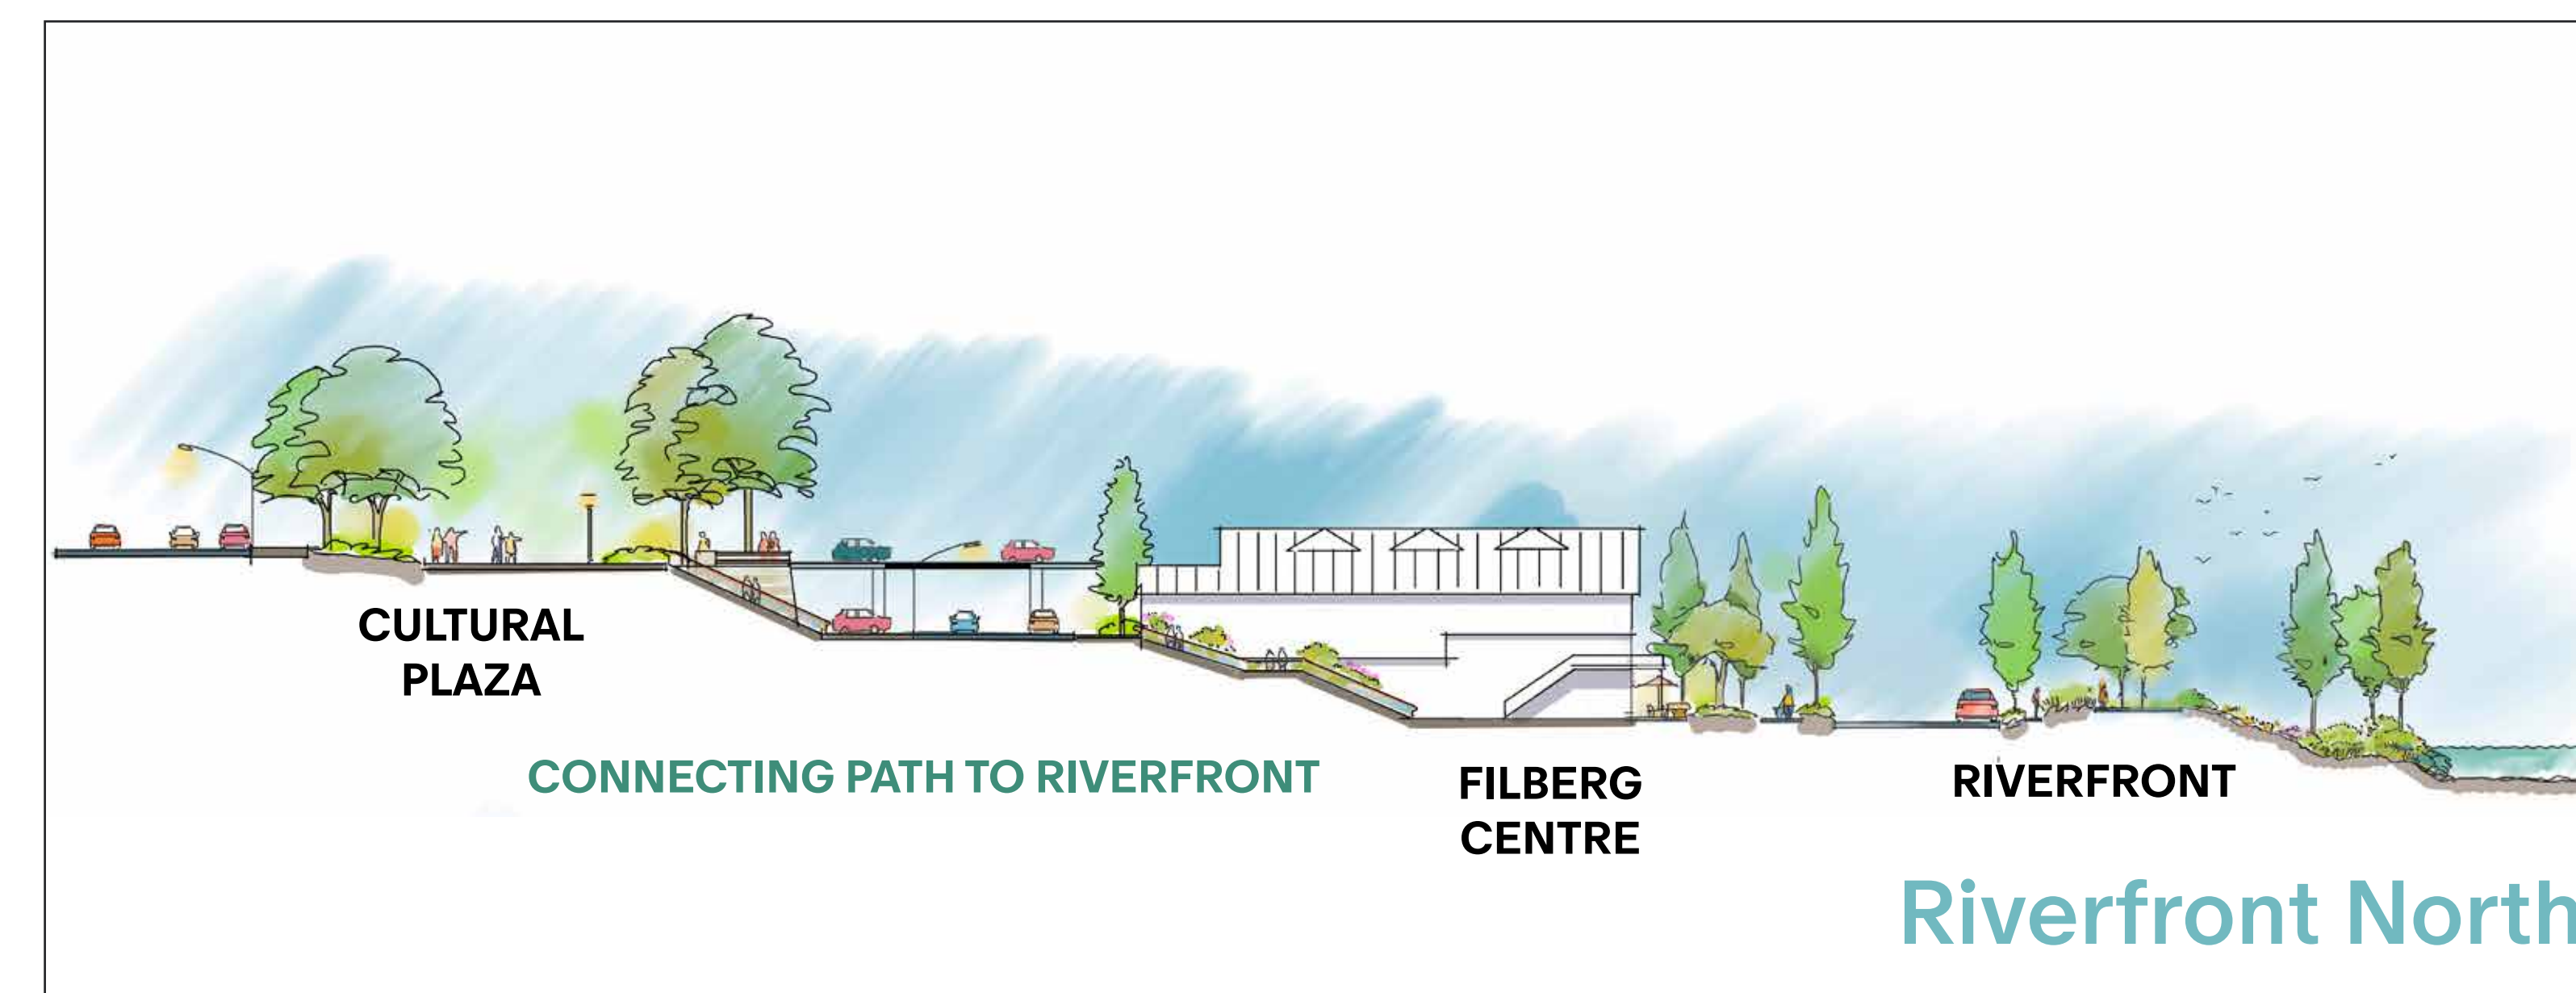 CULTURAL
PLAZA
CONNECTING PATH TO RIVERFRONT
FILBERG
CENTRE
RIVERFRONT
Riverfront North